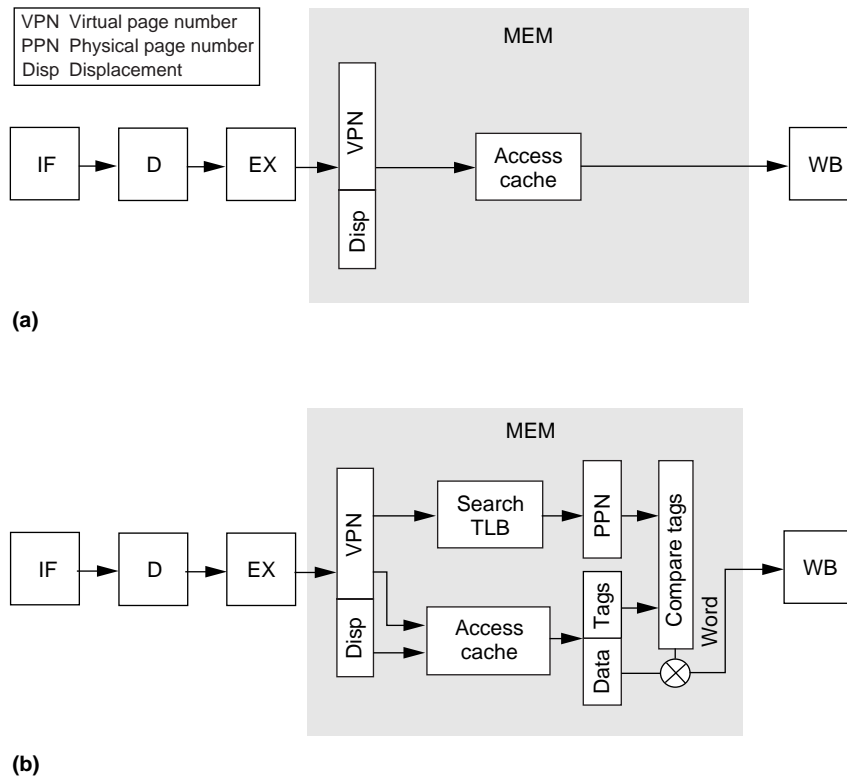 VPN Virtual page number
PPN Physical page number
Disp Displacement
MEM
IF
D
EX
VPN
Disp
Access
cache
WB
(a)
MEM
IF
D
EX
VPN
Disp
Search
TLB
PPN
Access
cache
Tags
Data
Compare tags
Word
WB
(b)